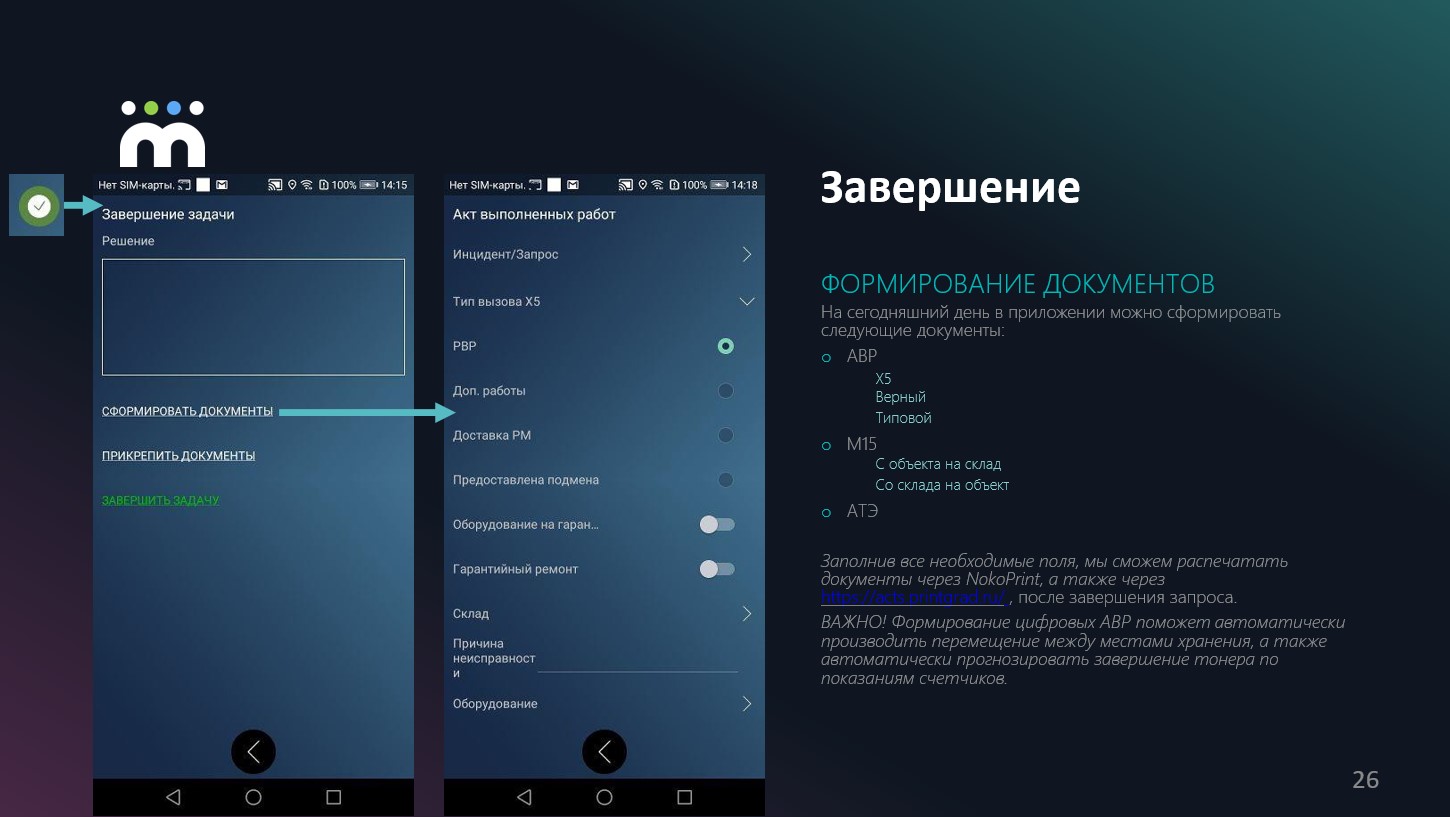 Нет SIM-карты. 100% 14:15
Завершение задачи
Решение
СФОРМИРОВАТЬ ДОКУМЕНТЫ
ПРИКРЕПИТЬ ДОКУМЕНТЫ
ЗАВЕРШИТЬ ЗАДАЧУ
Нет SIM-карты. 100% 14:18
Акт выполненных работ
Инцидент/Запрос
Тип вызова X5
РВР
Доп. работы
Доставка РМ
Предоставлена подмена
Оборудование на гаран...
Гарантийный ремонт
Склад
Причина
неисправност
и
Оборудование
Завершение
ФОРМИРОВАНИЕ ДОКУМЕНТОВ
На сегодняшний день в приложении можно сформировать
следующие документы:
АВР
X5
Верный
Типовой
М15
С объекта на склад
Со склада на объект
АТЭ
Заполнив все необходимые поля, мы сможем распечатать
документы через NokoPrint, а также через
https://acts.printgrad.ru/ , после завершения запроса.
ВАЖНО! Формирование цифровых АВР поможет автоматически
производить перемещение между местами хранения, а также
автоматически прогнозировать завершение тонера по
показаниям счетчиков.
26